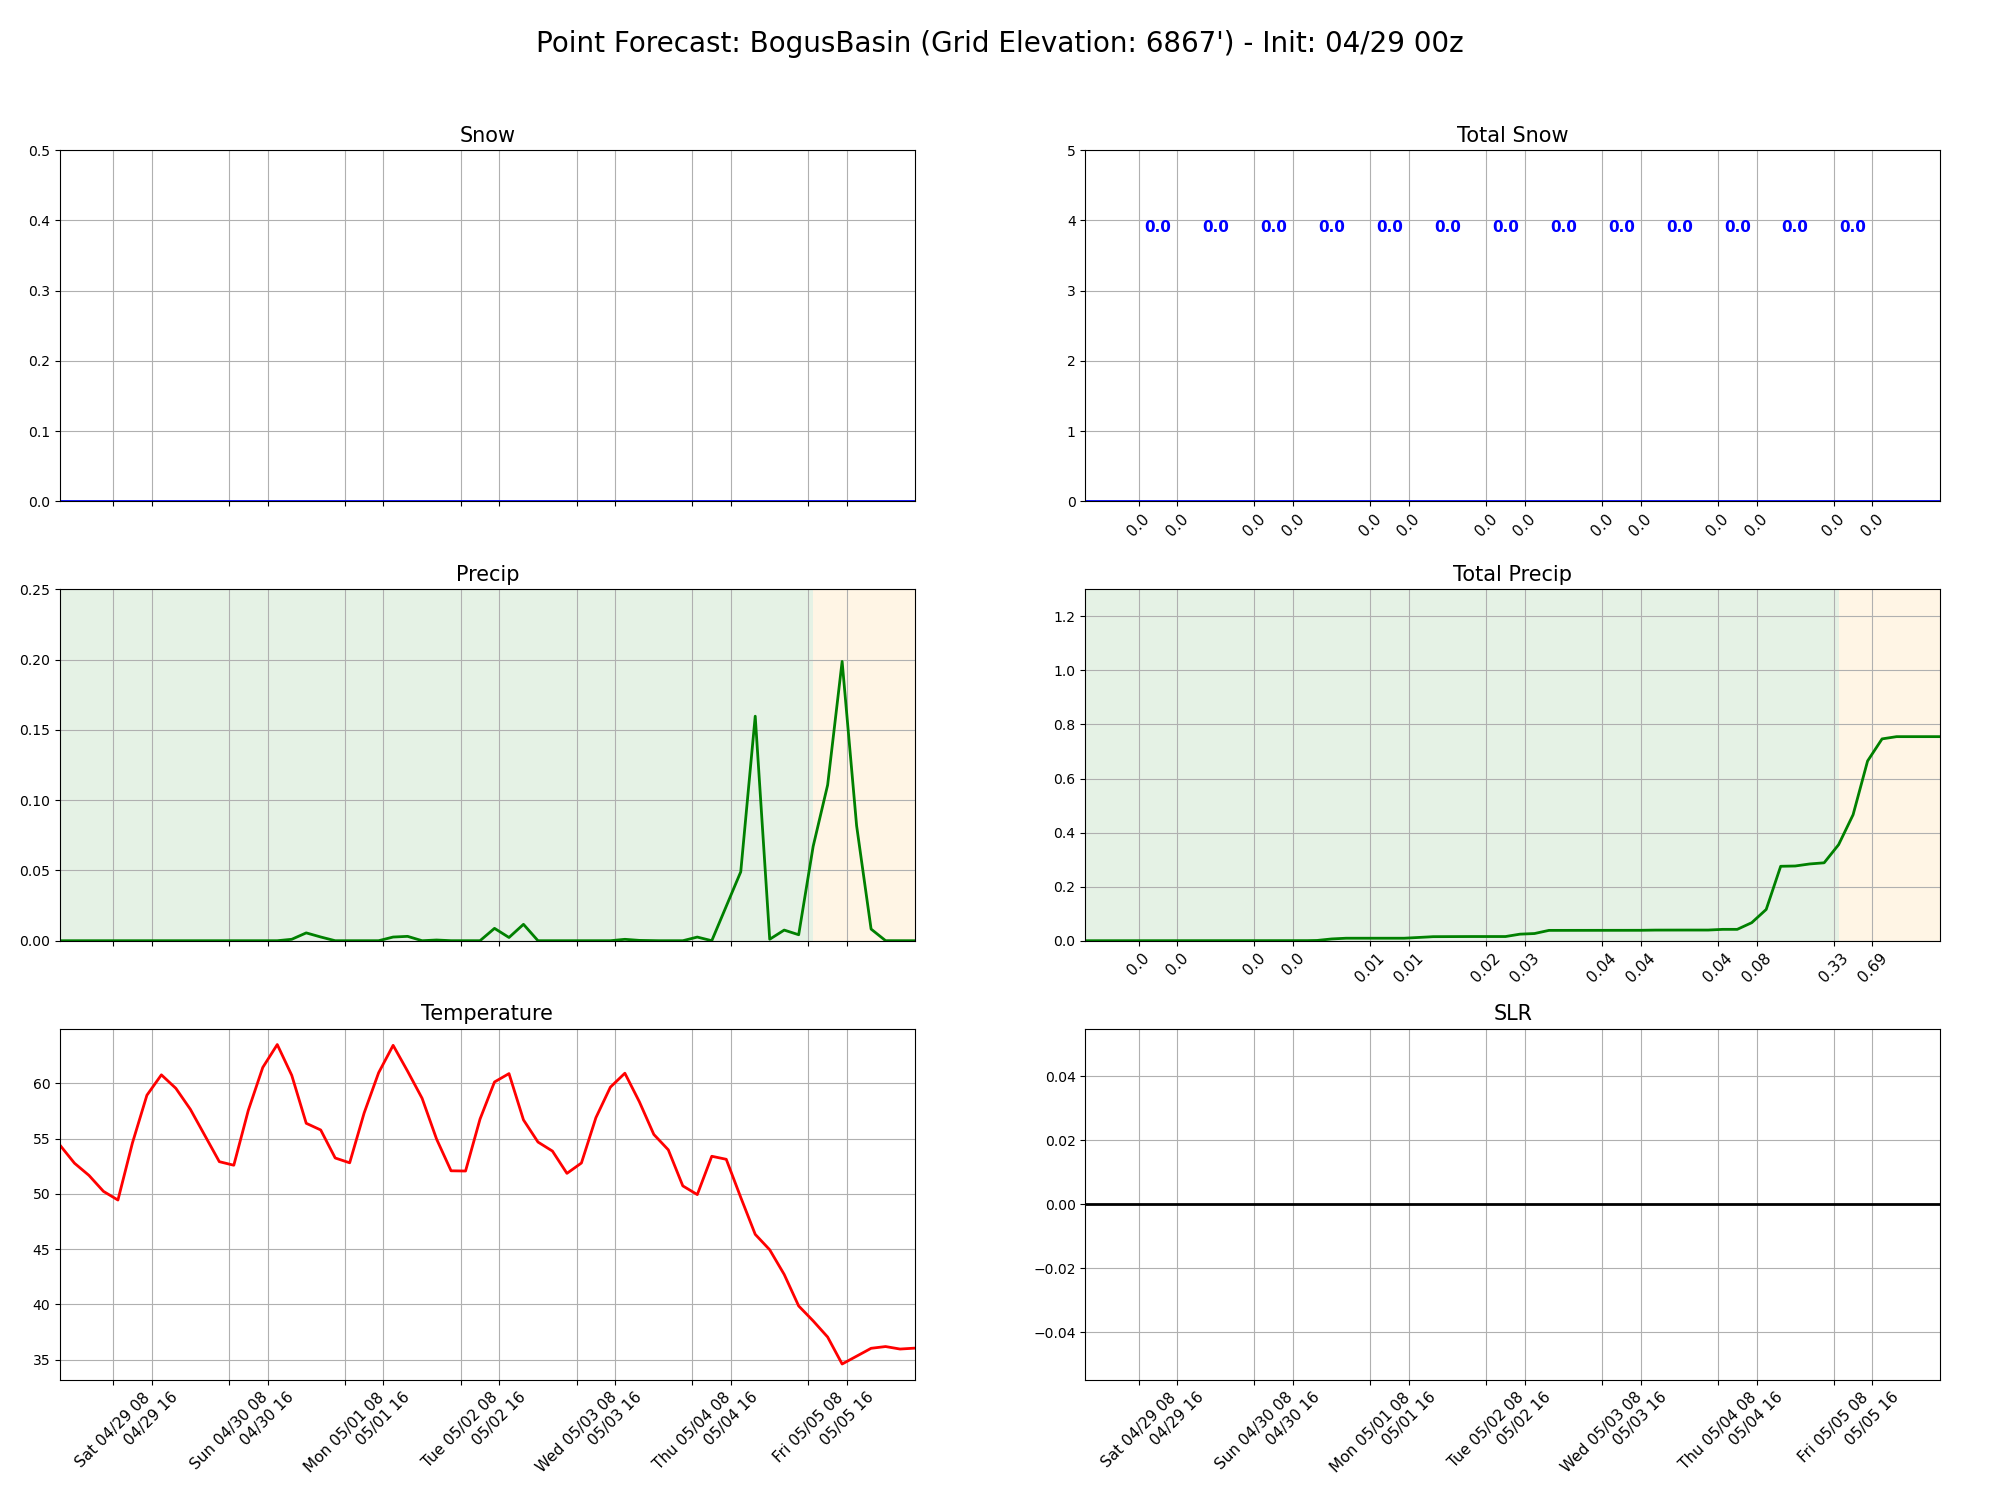 Point Forecast: BogusBasin (Grid Elevation: 6867') - Init: 04/29 00z
Snow
0.5
0.4
0.3
0.2
0.1
0.0
Total Snow
5
4
3
2
1
0
0.0 0.0 0.0 0.0 0.0 0.0 0.0 0.0 0.0 0.0 0.0 0.0 0.0
0.0 0.0 0.0 0.0 0.0 0.0 0.0 0.0 0.0 0.0 0.0 0.0 0.0 0.0
Precip
0.25
0.20
0.15
0.10
0.05
0.00
Total Precip
1.2
1.0
0.8
0.6
0.4
0.2
0.0
0.0 0.0 0.0 0.0 0.01 0.01 0.02 0.03 0.04 0.04 0.04 0.08 0.33 0.69
Temperature
60
55
50
45
40
35
Sat 04/29 08
04/29 16
Sun 04/30 08
04/30 16
Mon 05/01 08
05/01 16
Tue 05/02 08
05/02 16
Wed 05/03 08
05/03 16
Thu 05/04 08
05/04 16
Fri 05/05 08
05/05 16
SLR
0.04
0.02
0.00
−0.02
−0.04
Sat 04/29 08
04/29 16
Sun 04/30 08
04/30 16
Mon 05/01 08
05/01 16
Tue 05/02 08
05/02 16
Wed 05/03 08
05/03 16
Thu 05/04 08
05/04 16
Fri 05/05 08
05/05 16